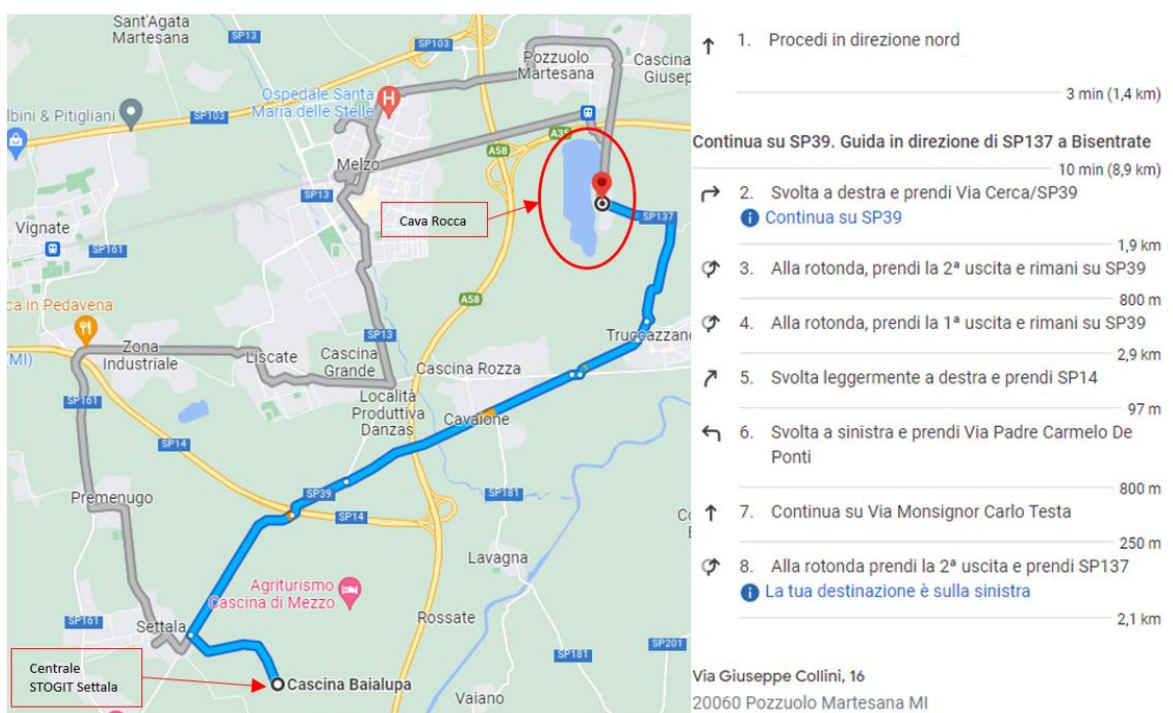 Sant'Agata
Martesana
SP13
SP103
Pozzuolo
Martesana
Cascina
Giusep
Ospedale Santa
Maria delle Stelle
H
lbini & Pitigliani
SP103
A35
A58
Melzo
SP13
Cava Rocca
SP137
Vignate
SP161
A58
ca in Pedavena
Truccazzano
(MI)
Zona
Industriale
SP13
Liscate
Cascina
Grande
Cascina Rozza
SP161
Località
Produttiva
Danzas
Cavaione
SP14
Premenugo
SP39
SP181
SP14
Lavagna
Agriturismo
Cascina di Mezzo
Rossate
SP161
Settala
SP201
SP181
Centrale
STOGIT Settala
Cascina Baialupa
Vaiano
1. Procedi in direzione nord
3 min (1,4 km)
Continua su SP39. Guida in direzione di SP137 a Bisentrate
10 min (8,9 km)
2. Svolta a destra e prendi Via Cerca/SP39
Continua su SP39
1,9 km
3. Alla rotonda, prendi la 2ª uscita e rimani su SP39
800 m
4. Alla rotonda, prendi la 1ª uscita e rimani su SP39
2,9 km
5. Svolta leggermente a destra e prendi SP14
97 m
6. Svolta a sinistra e prendi Via Padre Carmelo De
Ponti
800 m
7. Continua su Via Monsignor Carlo Testa
250 m
8. Alla rotonda prendi la 2ª uscita e prendi SP137
La tua destinazione è sulla sinistra
2,1 km
Via Giuseppe Collini, 16
20060 Pozzuolo Martesana MI